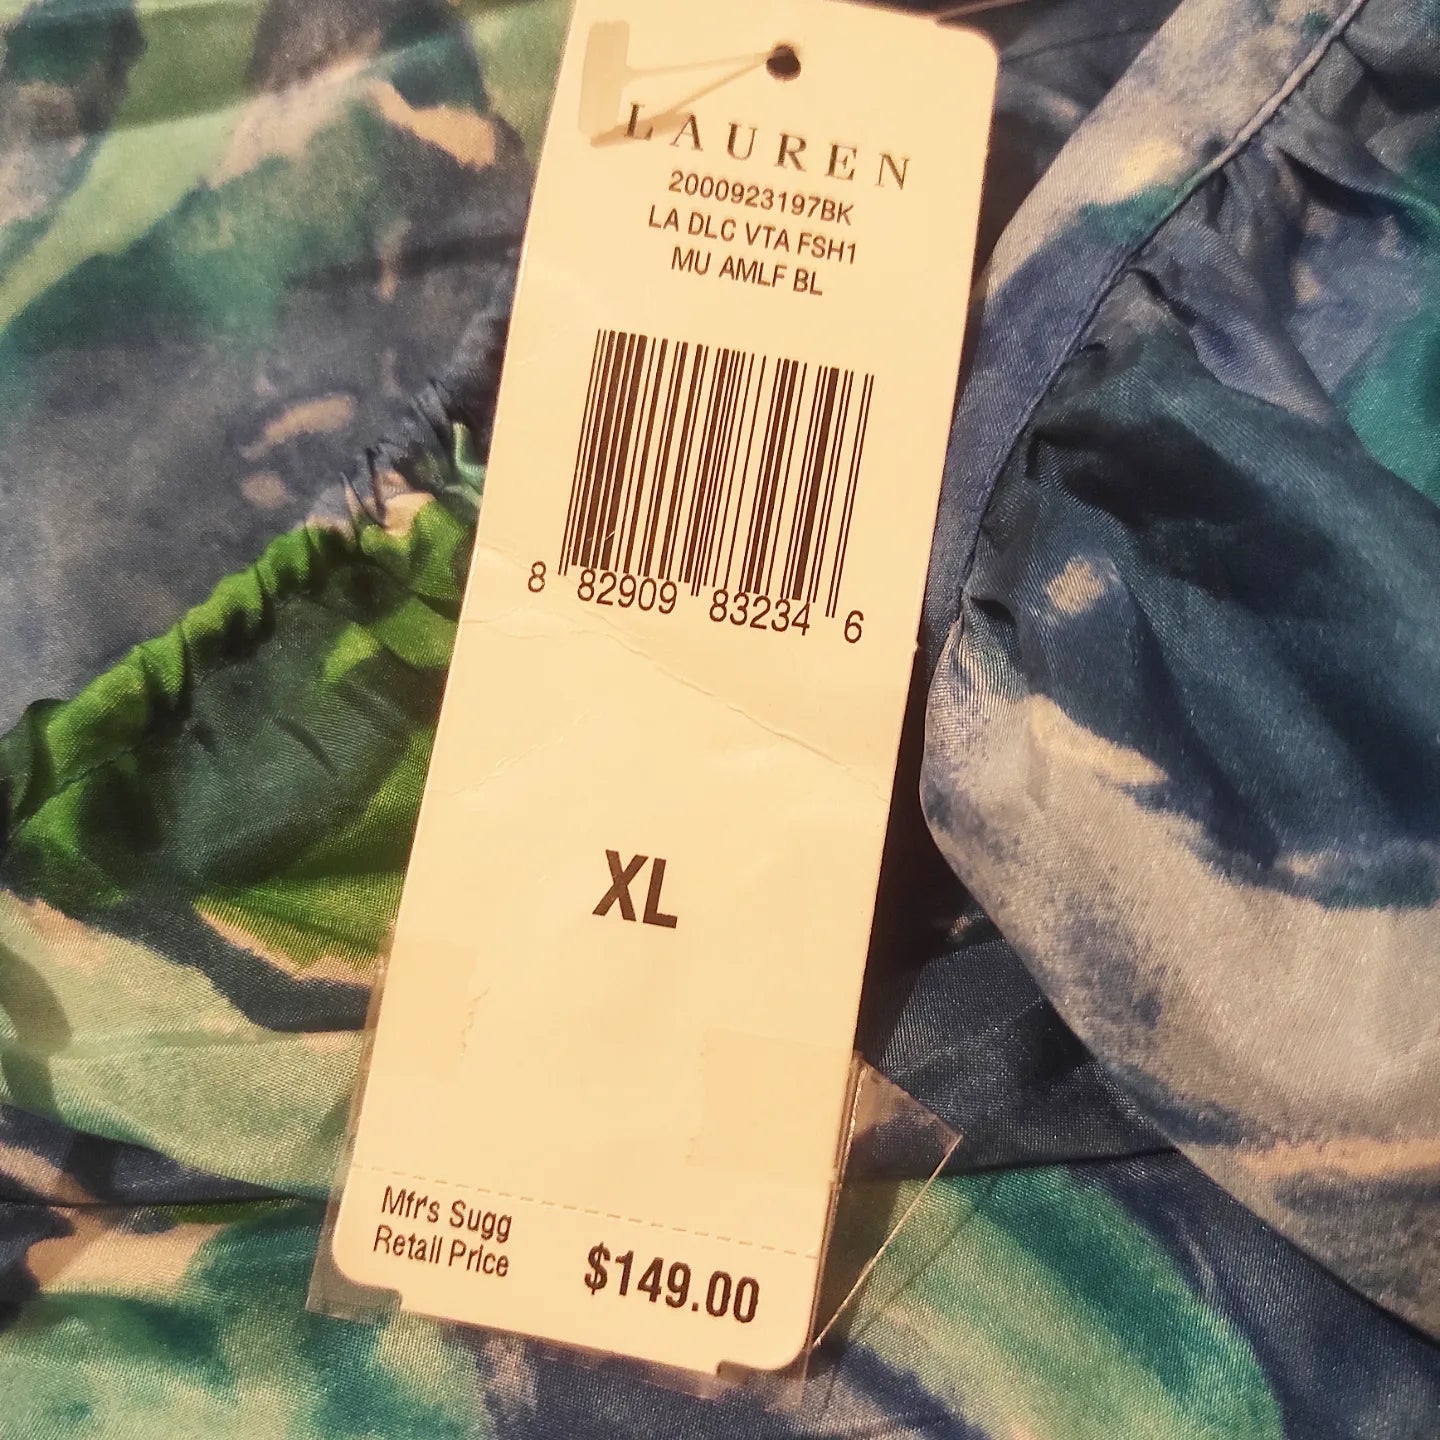 LAUREN
2000923197BK
LA DLC VTA FSH1
MU AMLF BL
8 82909 83234 6
XL
Mfr's Sugg
Retail Price
$149.00